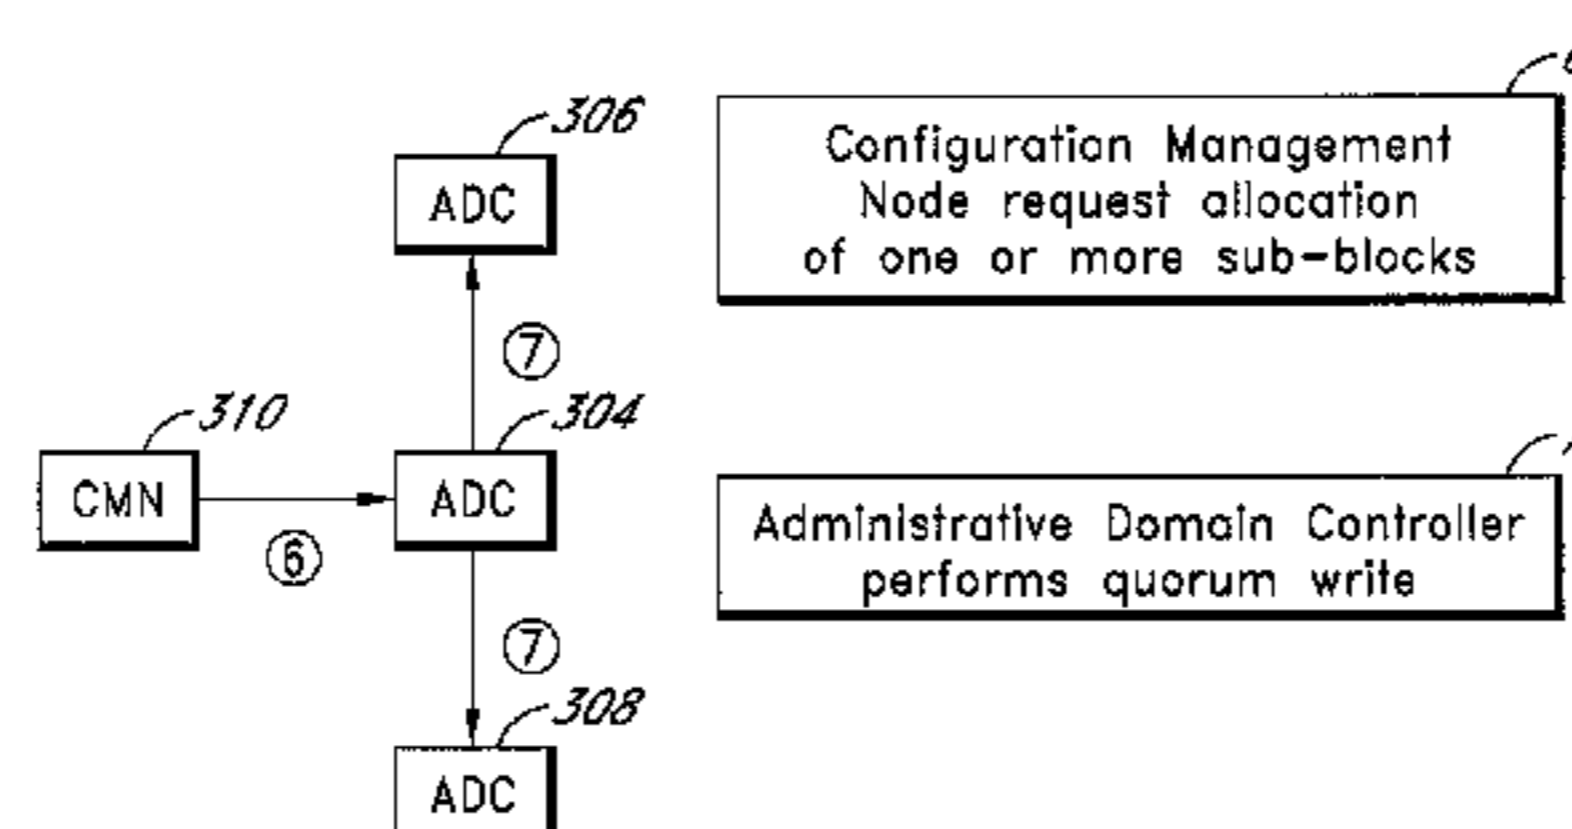 306
ADC
Configuration Management
Node request allocation
of one or more sub-blocks
7
310
304
CMN
ADC
6
Administrative Domain Controller
performs quorum write
7
308
ADC